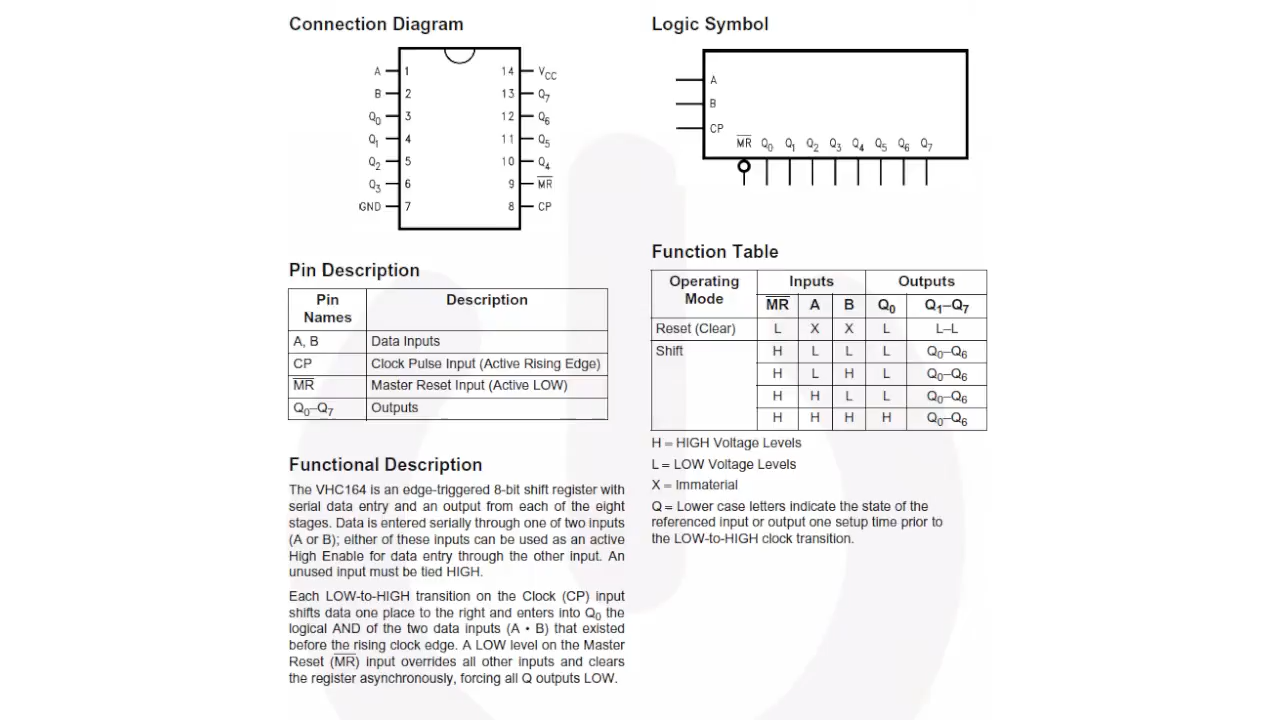 Connection Diagram
A 1 14 VCC
B 2 13 Q7
Q0 3 12 Q6
Q1 4 11 Q5
Q2 5 10 Q4
Q3 6 9 M̅R̅
GND 7 8 CP
Pin Description
Pin Names Description
A, B Data Inputs
CP Clock Pulse Input (Active Rising Edge)
M̅R̅ Master Reset Input (Active LOW)
Q0–Q7 Outputs
Functional Description
The VHC164 is an edge-triggered 8-bit shift register with
serial data entry and an output from each of the eight
stages. Data is entered serially through one of two inputs
(A or B); either of these inputs can be used as an active
High Enable for data entry through the other input. An
unused input must be tied HIGH.
Each LOW-to-HIGH transition on the Clock (CP) input
shifts data one place to the right and enters into Q0 the
logical AND of the two data inputs (A • B) that existed
before the rising clock edge. A LOW level on the Master
Reset (M̅R̅) input overrides all other inputs and clears
the register asynchronously, forcing all Q outputs LOW.
Logic Symbol
A
B
CP
M̅R̅ Q0 Q1 Q2 Q3 Q4 Q5 Q6 Q7
Function Table
Operating Mode Inputs Outputs
M̅R̅ A B Q0 Q1–Q7
Reset (Clear) L X X L L–L
Shift H L L L Q0–Q6
H L H L Q0–Q6
H H L L Q0–Q6
H H H H Q0–Q6
H = HIGH Voltage Levels
L = LOW Voltage Levels
X = Immaterial
Q = Lower case letters indicate the state of the
referenced input or output one setup time prior to
the LOW-to-HIGH clock transition.